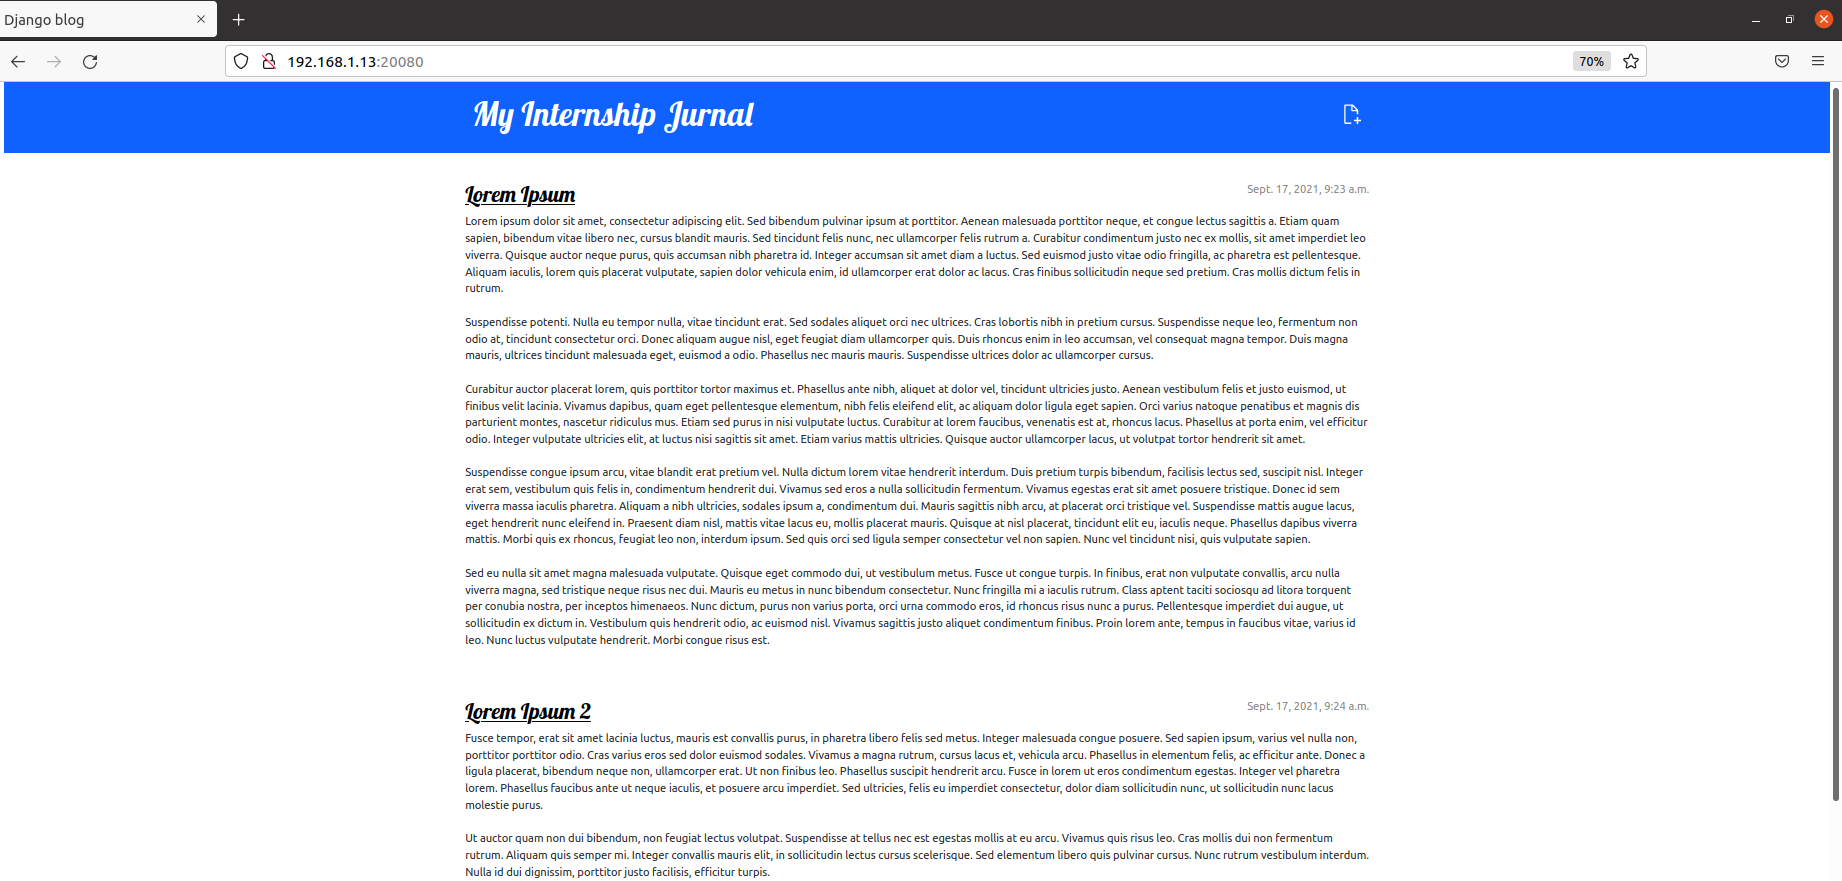 Django blog
192.168.1.13:20080
70%
My Internship Jurnal
Lorem Ipsum
Sept. 17, 2021, 9:23 a.m.
Lorem ipsum dolor sit amet, consectetur adipiscing elit. Sed bibendum pulvinar ipsum at porttitor. Aenean malesuada porttitor neque, et congue lectus sagittis a. Etiam quam
sapien, bibendum vitae libero nec, cursus blandit mauris. Sed tincidunt felis nunc, nec ullamcorper felis rutrum a. Curabitur condimentum justo nec ex mollis, sit amet imperdiet leo
viverra. Quisque auctor neque purus, quis accumsan nibh pharetra id. Integer accumsan sit amet diam a luctus. Sed euismod justo vitae odio fringilla, ac pharetra est pellentesque.
Aliquam iaculis, lorem quis placerat vulputate, sapien dolor vehicula enim, id ullamcorper erat dolor ac lacus. Cras finibus sollicitudin neque sed pretium. Cras mollis dictum felis in
rutrum.
Suspendisse potenti. Nulla eu tempor nulla, vitae tincidunt erat. Sed sodales aliquet orci nec ultrices. Cras lobortis nibh in pretium cursus. Suspendisse neque leo, fermentum non
odio at, tincidunt consectetur orci. Donec aliquam augue nisl, eget feugiat diam ullamcorper quis. Duis rhoncus enim in leo accumsan, vel consequat magna tempor. Duis magna
mauris, ultrices tincidunt malesuada eget, euismod a odio. Phasellus nec mauris mauris. Suspendisse ultrices dolor ac ullamcorper cursus.
Curabitur auctor placerat lorem, quis porttitor tortor maximus et. Phasellus ante nibh, aliquet at dolor vel, tincidunt ultricies justo. Aenean vestibulum felis et justo euismod, ut
finibus velit lacinia. Vivamus dapibus, quam eget pellentesque elementum, nibh felis eleifend elit, ac aliquam dolor ligula eget sapien. Orci varius natoque penatibus et magnis dis
parturient montes, nascetur ridiculus mus. Etiam sed purus in nisi vulputate luctus. Curabitur at lorem faucibus, venenatis est at, rhoncus lacus. Phasellus at porta enim, vel efficitur
odio. Integer vulputate ultricies elit, at luctus nisi sagittis sit amet. Etiam varius mattis ultricies. Quisque auctor ullamcorper lacus, ut volutpat tortor hendrerit sit amet.
Suspendisse congue ipsum arcu, vitae blandit erat pretium vel. Nulla dictum lorem vitae hendrerit interdum. Duis pretium turpis bibendum, facilisis lectus sed, suscipit nisl. Integer
erat sem, vestibulum quis felis in, condimentum hendrerit dui. Vivamus sed eros a nulla sollicitudin fermentum. Vivamus egestas erat sit amet posuere tristique. Donec id sem
viverra massa iaculis pharetra. Aliquam a nibh ultricies, sodales ipsum a, condimentum dui. Mauris sagittis nibh arcu, at placerat orci tristique vel. Suspendisse mattis augue lacus,
eget hendrerit nunc eleifend in. Praesent diam nisl, mattis vitae lacus eu, mollis placerat mauris. Quisque at nisl placerat, tincidunt elit eu, iaculis neque. Phasellus dapibus viverra
mattis. Morbi quis ex rhoncus, feugiat leo non, interdum ipsum. Sed quis orci sed ligula semper consectetur vel non sapien. Nunc vel tincidunt nisi, quis vulputate sapien.
Sed eu nulla sit amet magna malesuada vulputate. Quisque eget commodo dui, ut vestibulum metus. Fusce ut congue turpis. In finibus, erat non vulputate convallis, arcu nulla
viverra magna, sed tristique neque risus nec dui. Mauris eu metus in nunc bibendum consectetur. Nunc fringilla mi a iaculis rutrum. Class aptent taciti sociosqu ad litora torquent
per conubia nostra, per inceptos himenaeos. Nunc dictum, purus non varius porta, orci urna commodo eros, id rhoncus risus nunc a purus. Pellentesque imperdiet dui augue, ut
sollicitudin ex dictum in. Vestibulum quis hendrerit odio, ac euismod nisl. Vivamus sagittis justo aliquet condimentum finibus. Proin lorem ante, tempus in faucibus vitae, varius id
leo. Nunc luctus vulputate hendrerit. Morbi congue risus est.
Lorem Ipsum 2
Sept. 17, 2021, 9:24 a.m.
Fusce tempor, erat sit amet lacinia luctus, mauris est convallis purus, in pharetra libero felis sed metus. Integer malesuada congue posuere. Sed sapien ipsum, varius vel nulla non,
porttitor porttitor odio. Cras varius eros sed dolor euismod sodales. Vivamus a magna rutrum, cursus lacus et, vehicula arcu. Phasellus in elementum felis, ac efficitur ante. Donec a
ligula placerat, bibendum neque non, ullamcorper erat. Ut non finibus leo. Phasellus suscipit hendrerit arcu. Fusce in lorem ut eros condimentum egestas. Integer vel pharetra
lorem. Phasellus faucibus ante ut neque iaculis, et posuere arcu imperdiet. Sed ultricies, felis eu imperdiet consectetur, dolor diam sollicitudin nunc, ut sollicitudin nunc lacus
molestie purus.
Ut auctor quam non dui bibendum, non feugiat lectus volutpat. Suspendisse at tellus nec est egestas mollis at eu arcu. Vivamus quis risus leo. Cras mollis dui non fermentum
rutrum. Aliquam quis semper mi. Integer convallis mauris elit, in sollicitudin lectus cursus scelerisque. Sed elementum libero quis pulvinar cursus. Nunc rutrum vestibulum interdum.
Nulla id dui dignissim, porttitor justo facilisis, efficitur turpis.